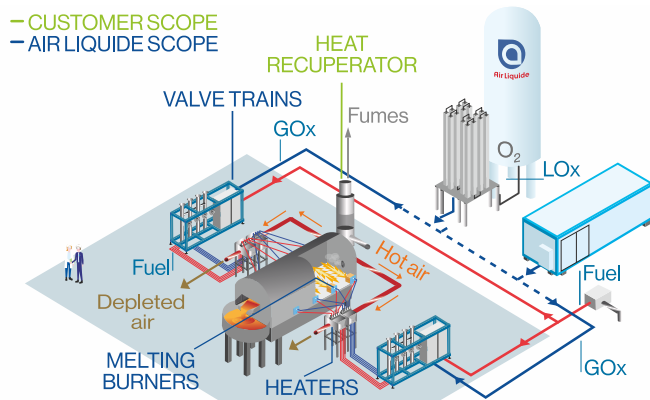 – CUSTOMER SCOPE
– AIR LIQUIDE SCOPE
HEAT
RECUPERATOR
Air Liquide
VALVE TRAINS
Fumes
GOx
O2
LOx
Hot air
Fuel
Fuel
Depleted
air
MELTING
BURNERS
HEATERS
GOx